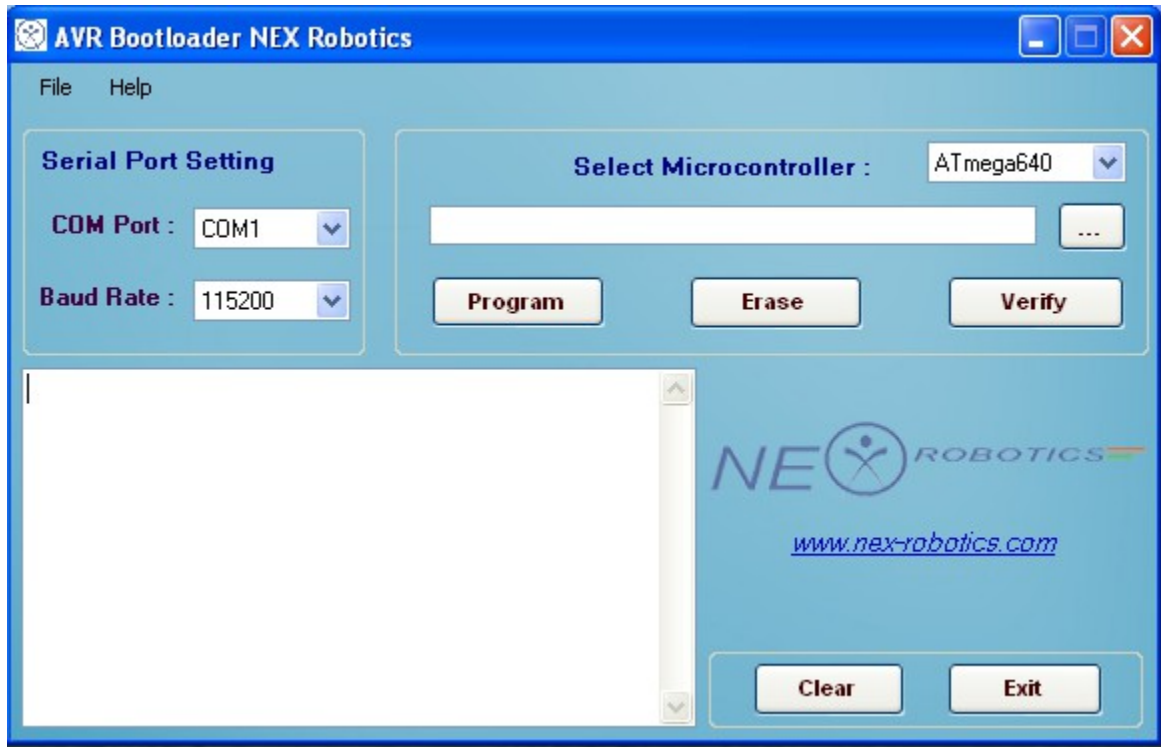 AVR Bootloader NEX Robotics
File Help
Serial Port Setting
COM Port : COM1
Baud Rate : 115200
Select Microcontroller : ATmega640
...
Program Erase Verify
NEX ROBOTICS
www.nex-robotics.com
Clear Exit